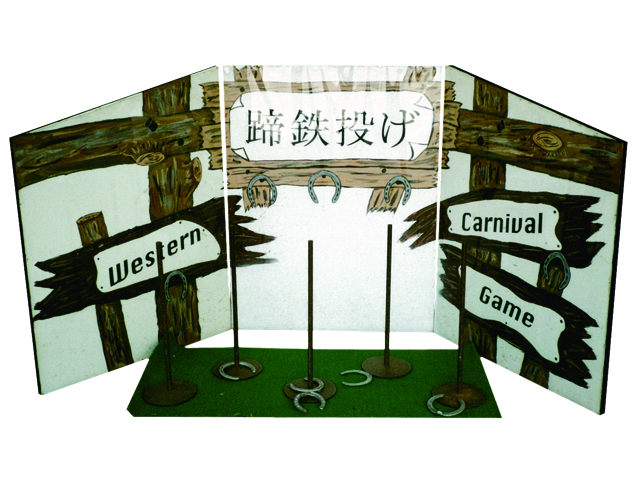 蹄鉄投げ
Western
Carnival
Game